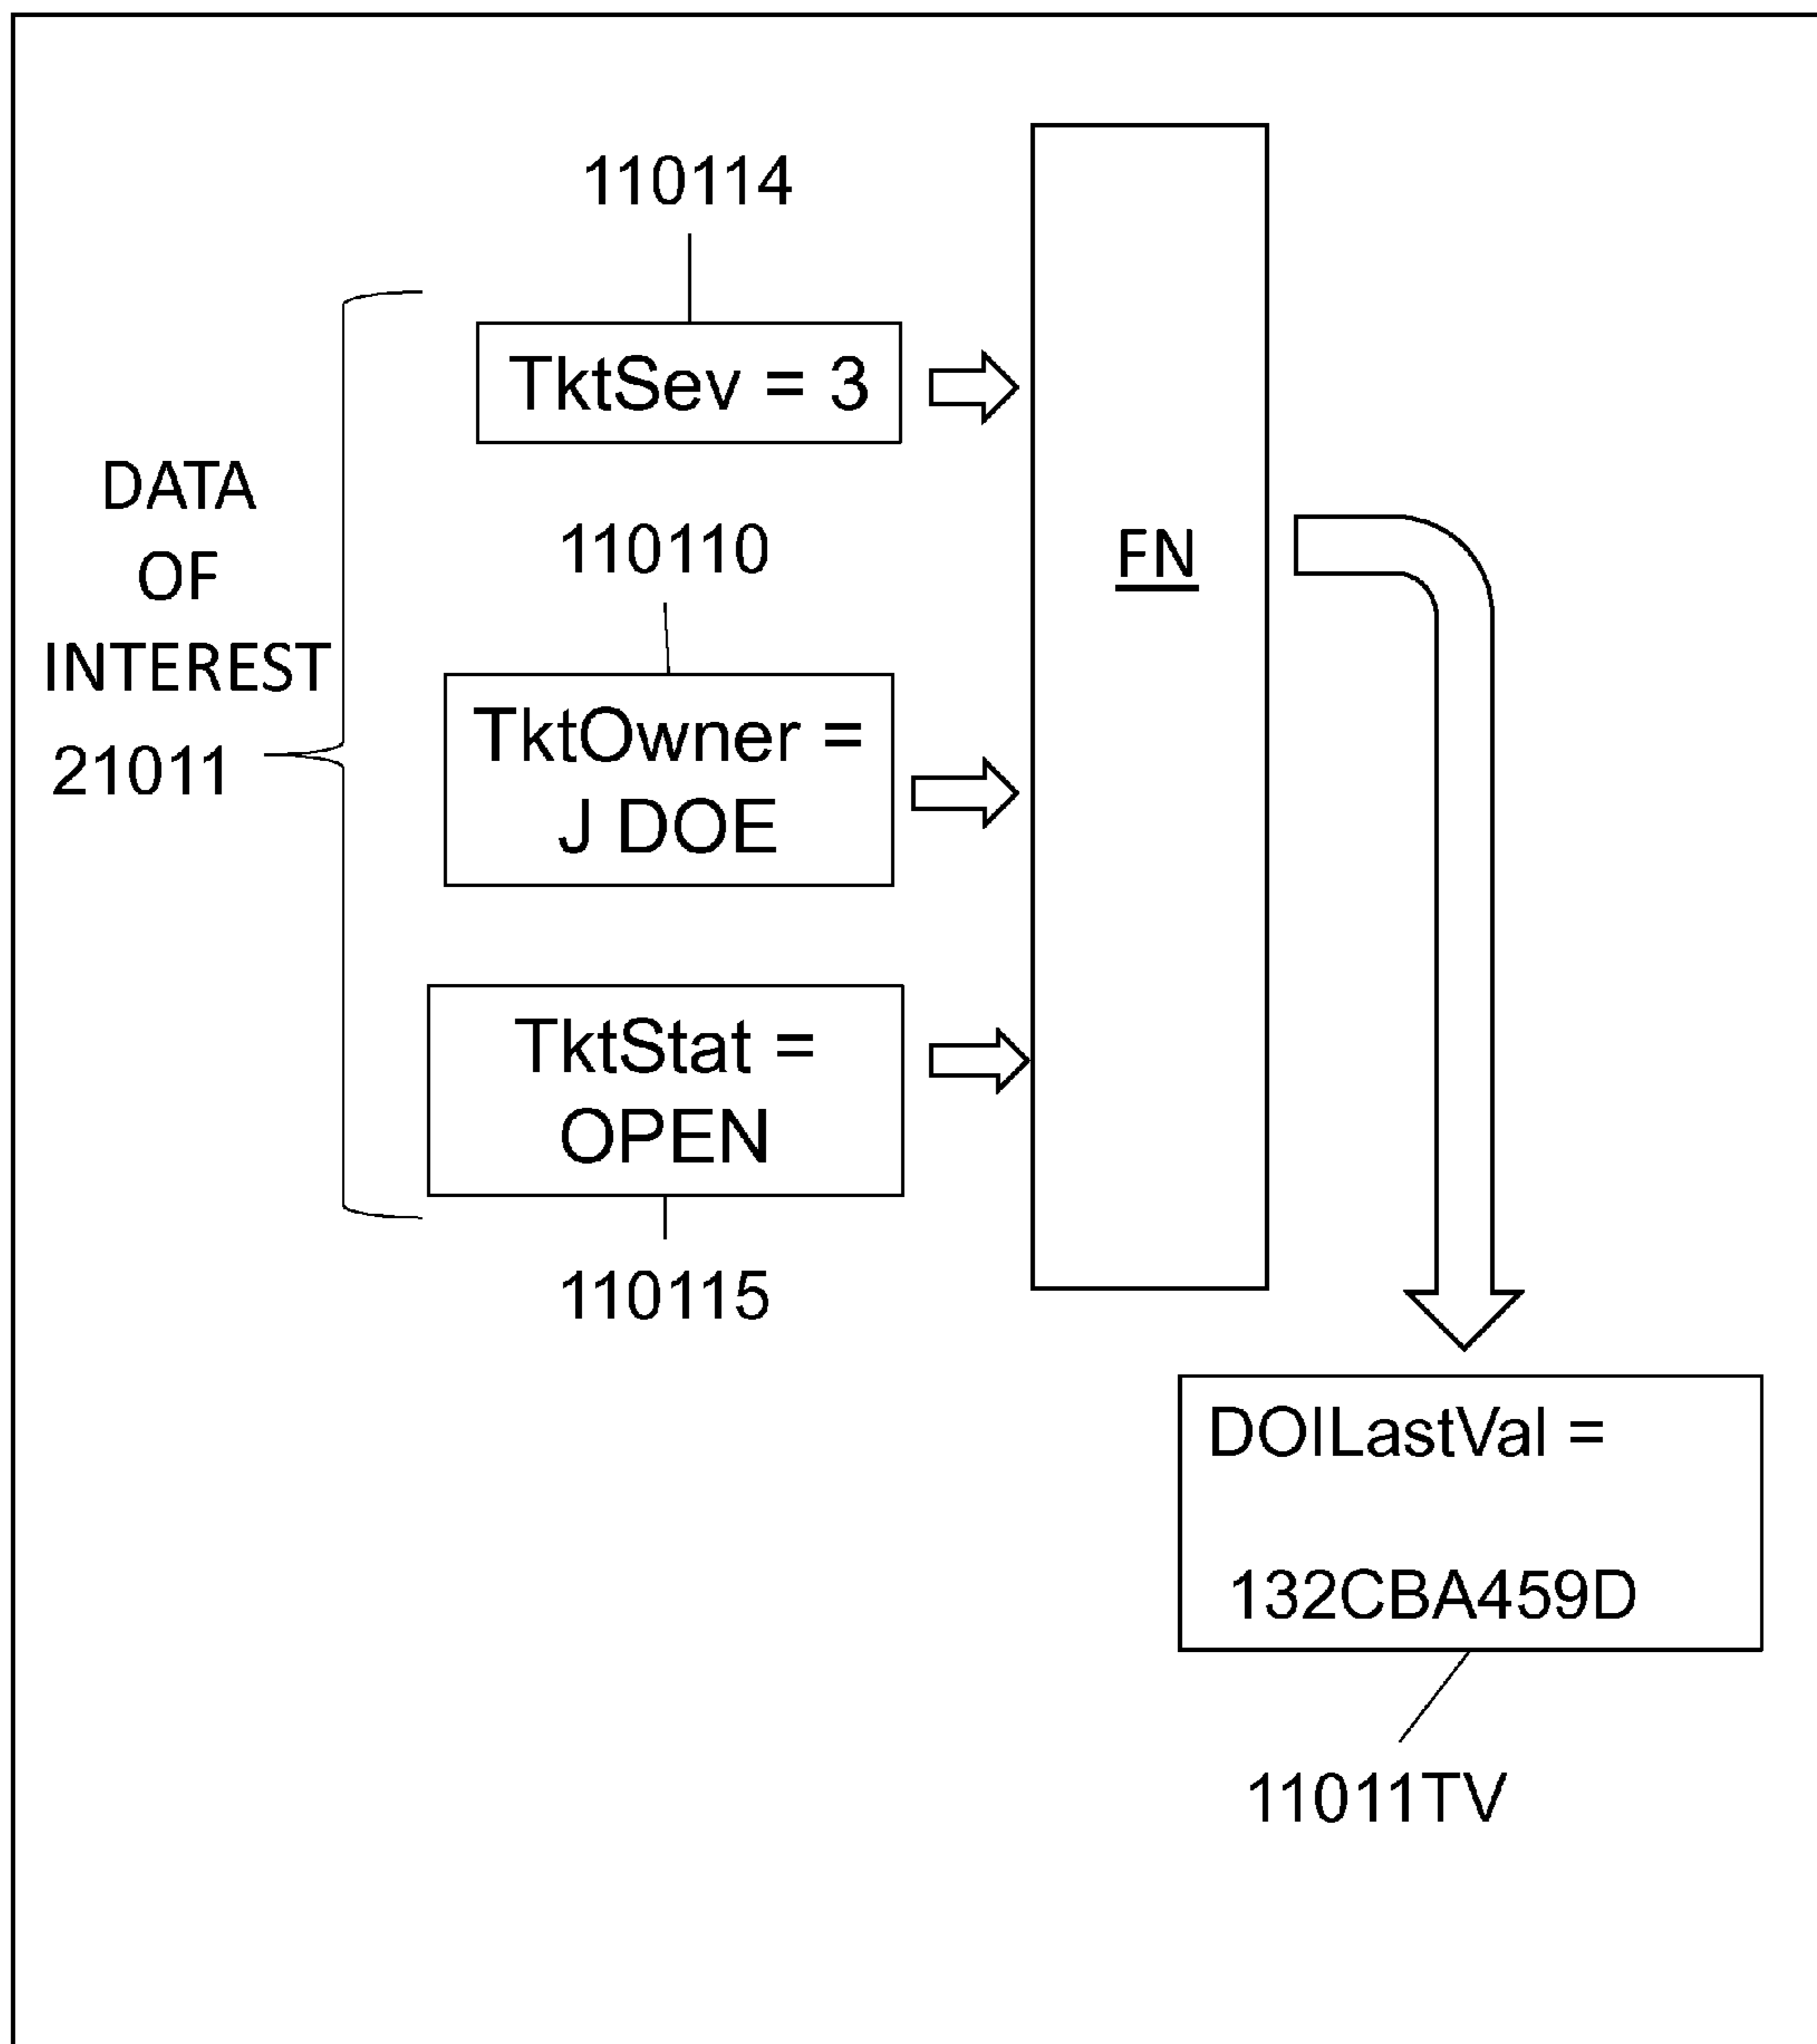 110114
TktSev = 3
DATA
OF
INTEREST
21011
110110
TktOwner =
J DOE
TktStat =
OPEN
110115
FN
DOILastVal =
132CBA459D
11011TV